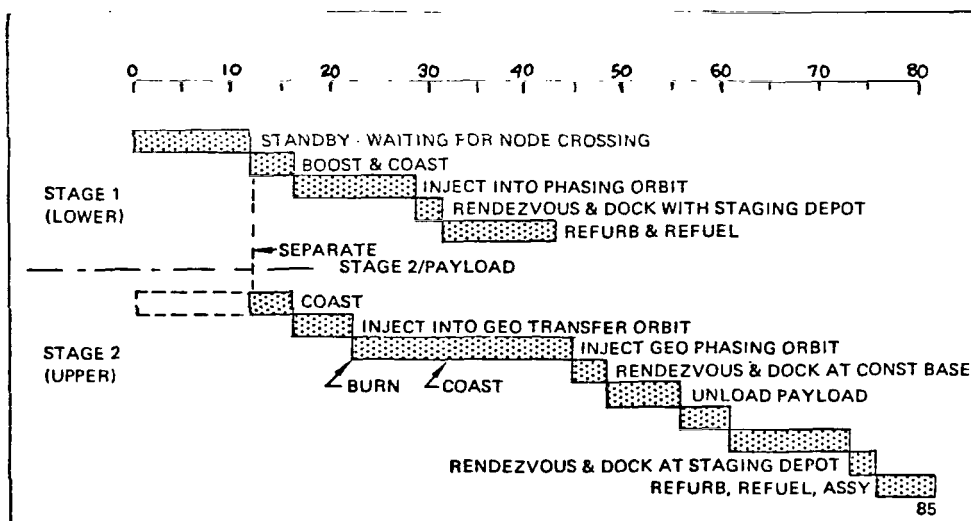 0 10 20 30 40 50 60 70 80
STANDBY - WAITING FOR NODE CROSSING
BOOST & COAST
STAGE 1
(LOWER)
INJECT INTO PHASING ORBIT
RENDEZVOUS & DOCK WITH STAGING DEPOT
REFURB & REFUEL
SEPARATE
STAGE 2/PAYLOAD
COAST
INJECT INTO GEO TRANSFER ORBIT
STAGE 2
(UPPER)
INJECT GEO PHASING ORBIT
RENDEZVOUS & DOCK AT CONST BASE
BURN COAST
UNLOAD PAYLOAD
RENDEZVOUS & DOCK AT STAGING DEPOT
REFURB, REFUEL, ASSY
85